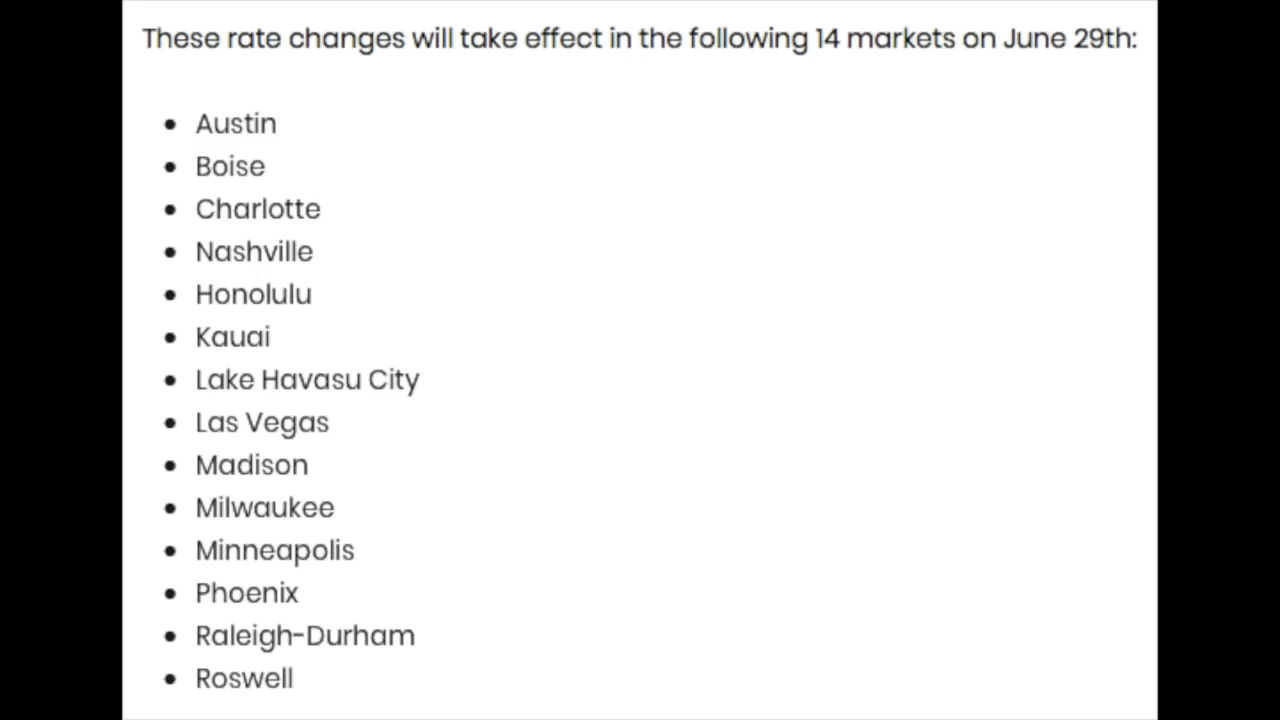 These rate changes will take effect in the following 14 markets on June 29th:
• Austin
• Boise
• Charlotte
• Nashville
• Honolulu
• Kauai
• Lake Havasu City
• Las Vegas
• Madison
• Milwaukee
• Minneapolis
• Phoenix
• Raleigh-Durham
• Roswell